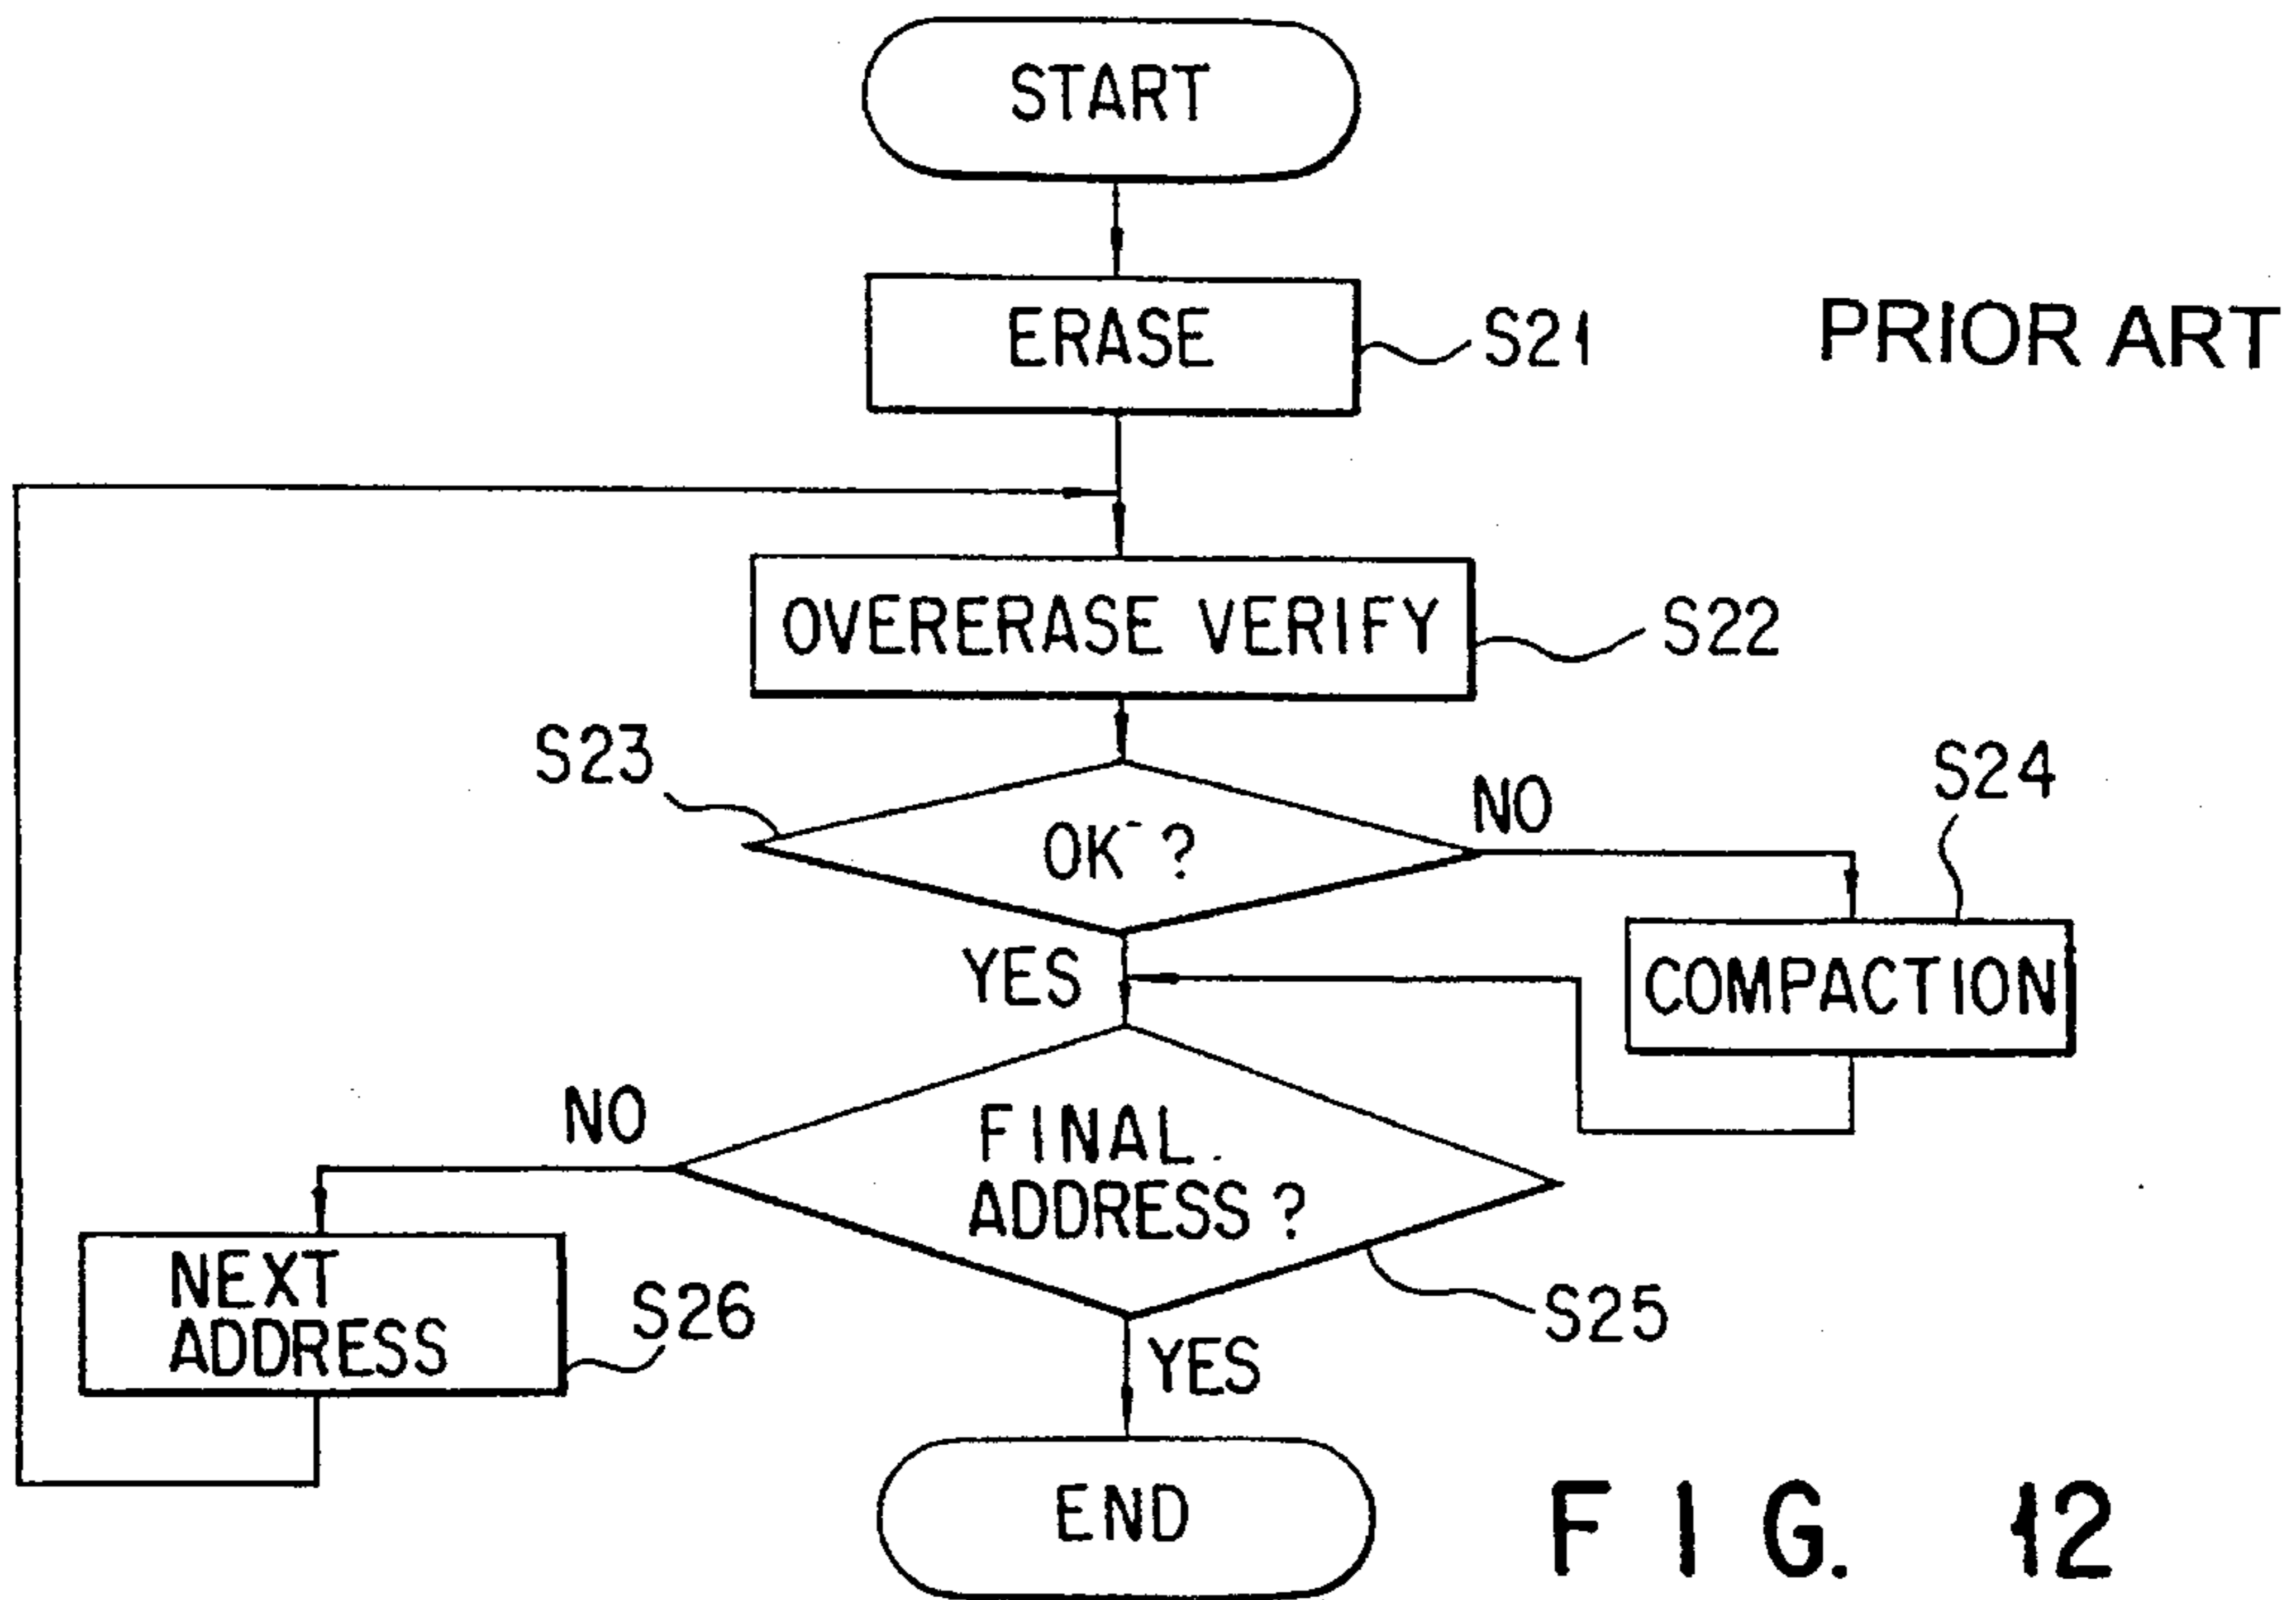 START
ERASE
S21
PRIOR ART
OVERERASE VERIFY
S22
S23
OK ?
NO
S24
YES
COMPACTION
NO
FINAL
ADDRESS ?
NEXT
ADDRESS
S26
S25
YES
END
FIG. 12